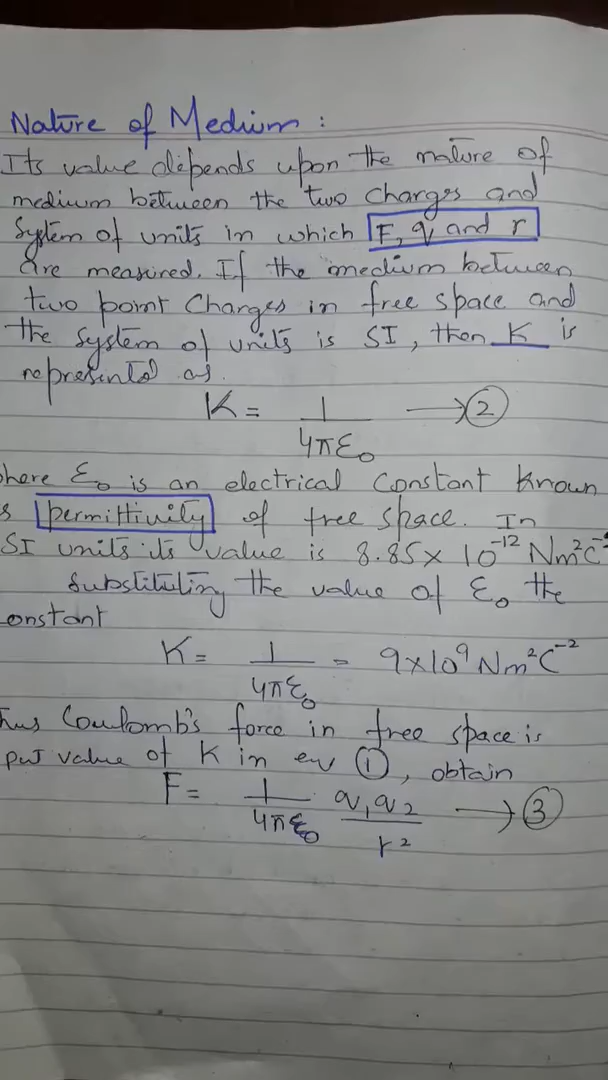 Nature of Medium :
Its value depends upon the nature of
medium between the two charges and
System of units in which F, q and r
are measured. If the medium between
two point Charges in free space and
the system of units is SI, then K is
represented as
K = 1/4πε₀ → ②
here ε₀ is an electrical Constant Known
s permittivity of free space. In
SI units its value is 8.85 × 10⁻¹² Nm²C⁻
Substituting the value of ε₀ the
onstant
K = 1/4πε₀ = 9×10⁹ Nm²C⁻²
hus Coulomb's force in free space is
put value of K in eq ①, obtain
F = 1/4πε₀ q₁q₂/r² → ③